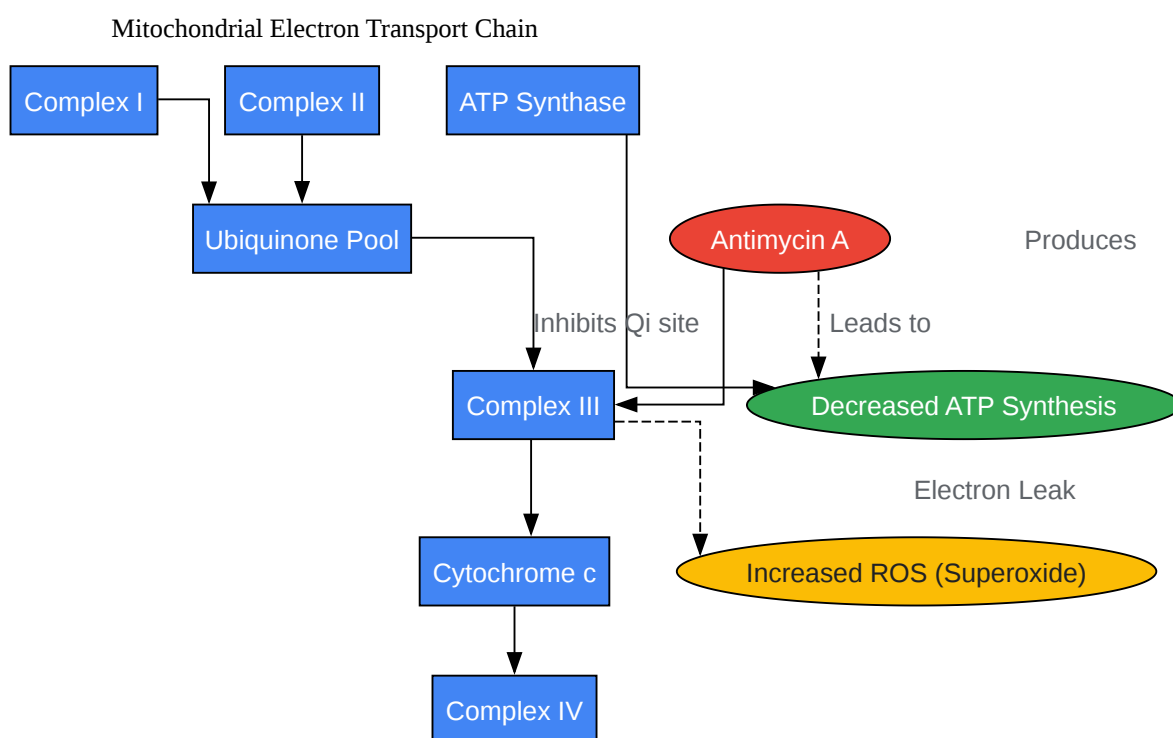 Mitochondrial Electron Transport Chain
Complex I
Complex II
ATP Synthase
Ubiquinone Pool
Antimycin A
Produces
Inhibits Qi site
Leads to
Complex III
Decreased ATP Synthesis
Electron Leak
Cytochrome c
Increased ROS (Superoxide)
Complex IV